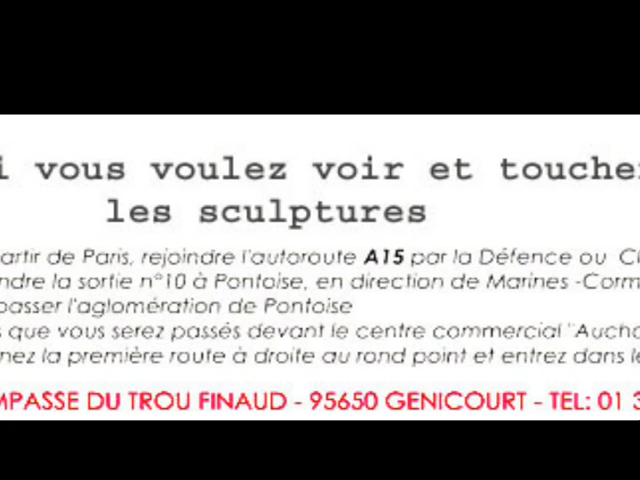 i vous voulez voir et toucher
les sculptures
artir de Paris, rejoindre l'autoroute A15 par la Défence ou Cl
ndre la sortie n°10 à Pontoise, en direction de Marines -Corm
passer l'aglomération de Pontoise
s que vous serez passés devant le centre commercial "Aucha
nez la première route à droite au rond point et entrez dans le
MPASSE DU TROU FINAUD - 95650 GENICOURT - TEL: 01 3